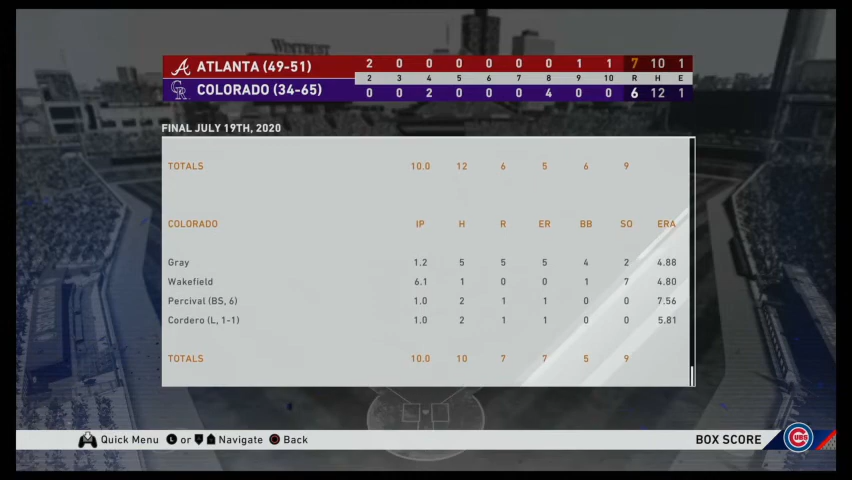 WINTRUST
ATLANTA (49-51) 2 0 0 0 0 0 0 1 1 7 10 1
2 3 4 5 6 7 8 9 10 R H E
COLORADO (34-65) 0 0 2 0 0 0 4 0 0 6 12 1
FINAL JULY 19TH, 2020
TOTALS 10.0 12 6 5 6 9
COLORADO IP H R ER BB SO ERA
Gray 1.2 5 5 5 4 2 4.88
Wakefield 6.1 1 0 0 1 7 4.80
Percival (BS, 6) 1.0 2 1 1 0 0 7.56
Cordero (L, 1-1) 1.0 2 1 1 0 0 5.81
TOTALS 10.0 10 7 7 5 9
Quick Menu L or Navigate Back BOX SCORE CUBS